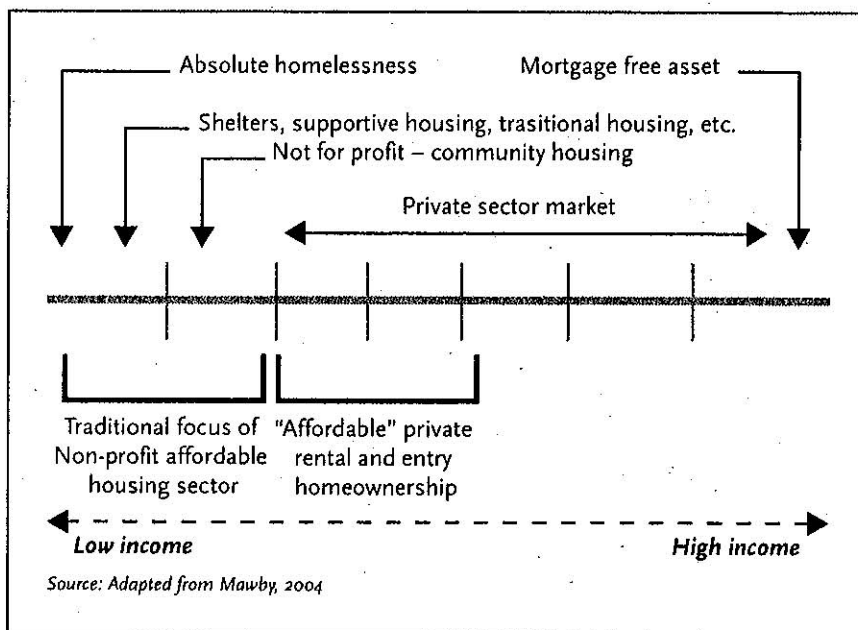 Absolute homelessness
Mortgage free asset
Shelters, supportive housing, trasitional housing, etc.
Not for profit – community housing
Private sector market
Traditional focus of
Non-profit affordable
housing sector
"Affordable" private
rental and entry
homeownership
Low income
High income
Source: Adapted from Mawby, 2004